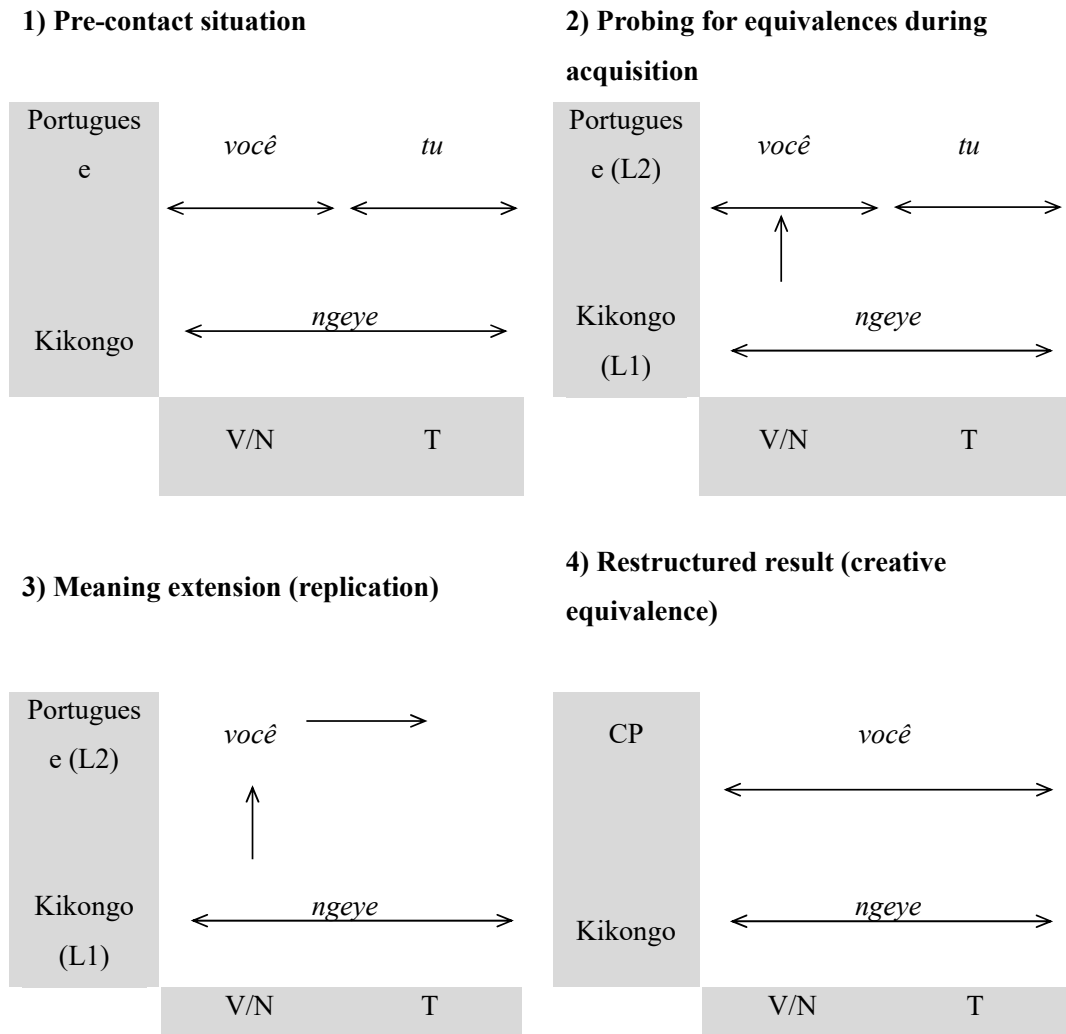 1) Pre-contact situation
Portugues
e
você
tu
Kikongo
ngeye
V/N
T
2) Probing for equivalences during
acquisition
Portugues
e (L2)
você
tu
Kikongo
(L1)
ngeye
V/N
T
3) Meaning extension (replication)
Portugues
e (L2)
você
Kikongo
(L1)
ngeye
V/N
T
4) Restructured result (creative
equivalence)
CP
você
Kikongo
ngeye
V/N
T